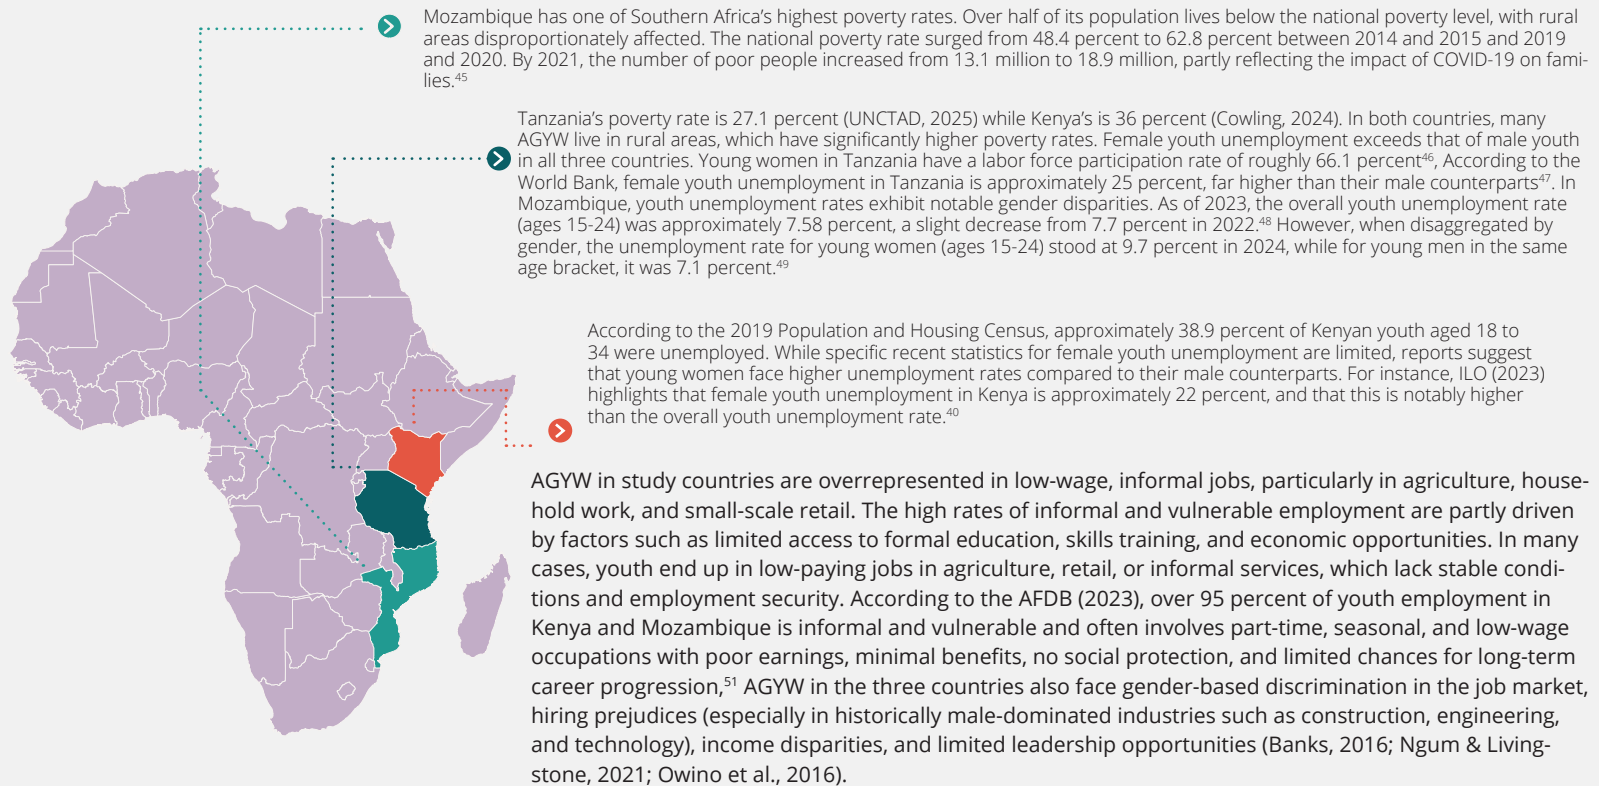 Mozambique has one of Southern Africa’s highest poverty rates. Over half of its population lives below the national poverty level, with rural
areas disproportionately affected. The national poverty rate surged from 48.4 percent to 62.8 percent between 2014 and 2015 and 2019
and 2020. By 2021, the number of poor people increased from 13.1 million to 18.9 million, partly reflecting the impact of COVID-19 on fami-
lies.45
Tanzania’s poverty rate is 27.1 percent (UNCTAD, 2025) while Kenya’s is 36 percent (Cowling, 2024). In both countries, many
AGYW live in rural areas, which have significantly higher poverty rates. Female youth unemployment exceeds that of male youth
in all three countries. Young women in Tanzania have a labor force participation rate of roughly 66.1 percent46, According to the
World Bank, female youth unemployment in Tanzania is approximately 25 percent, far higher than their male counterparts47. In
Mozambique, youth unemployment rates exhibit notable gender disparities. As of 2023, the overall youth unemployment rate
(ages 15-24) was approximately 7.58 percent, a slight decrease from 7.7 percent in 2022.48 However, when disaggregated by
gender, the unemployment rate for young women (ages 15-24) stood at 9.7 percent in 2024, while for young men in the same
age bracket, it was 7.1 percent.49
According to the 2019 Population and Housing Census, approximately 38.9 percent of Kenyan youth aged 18 to
34 were unemployed. While specific recent statistics for female youth unemployment are limited, reports suggest
that young women face higher unemployment rates compared to their male counterparts. For instance, ILO (2023)
highlights that female youth unemployment in Kenya is approximately 22 percent, and that this is notably higher
than the overall youth unemployment rate.40
AGYW in study countries are overrepresented in low-wage, informal jobs, particularly in agriculture, house-
hold work, and small-scale retail. The high rates of informal and vulnerable employment are partly driven
by factors such as limited access to formal education, skills training, and economic opportunities. In many
cases, youth end up in low-paying jobs in agriculture, retail, or informal services, which lack stable condi-
tions and employment security. According to the AFDB (2023), over 95 percent of youth employment in
Kenya and Mozambique is informal and vulnerable and often involves part-time, seasonal, and low-wage
occupations with poor earnings, minimal benefits, no social protection, and limited chances for long-term
career progression,51 AGYW in the three countries also face gender-based discrimination in the job market,
hiring prejudices (especially in historically male-dominated industries such as construction, engineering,
and technology), income disparities, and limited leadership opportunities (Banks, 2016; Ngum & Living-
stone, 2021; Owino et al., 2016).